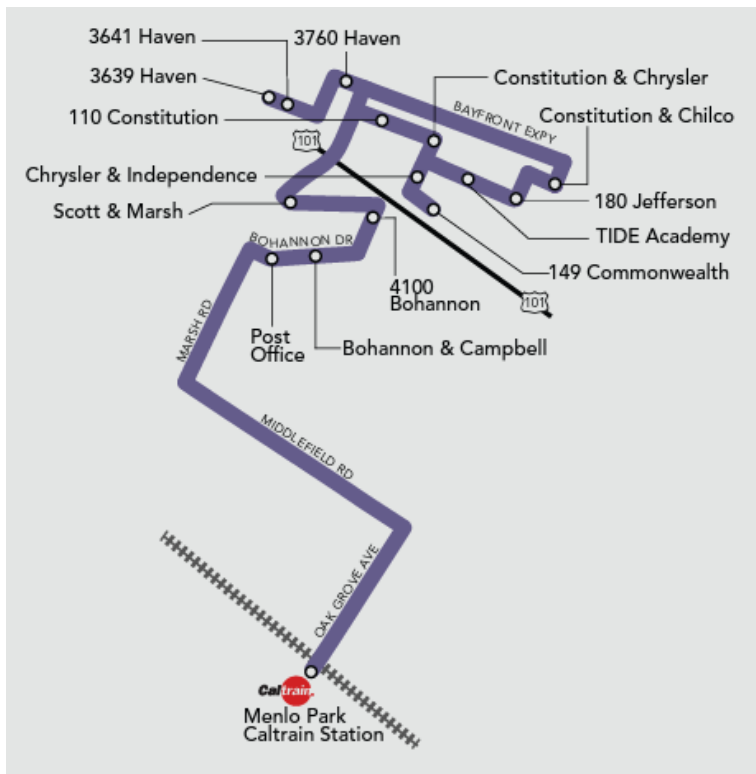 3641 Haven
3760 Haven
3639 Haven
Constitution & Chrysler
BAYFRONT EXPY
Constitution & Chilco
110 Constitution
101
Chrysler & Independence
180 Jefferson
Scott & Marsh
TIDE Academy
BOHANNON DR
149 Commonwealth
4100
Bohannon
101
MARSH RD
Post
Office
Bohannon & Campbell
MIDDLEFIELD RD
OAK GROVE AVE
Caltrain
Menlo Park
Caltrain Station